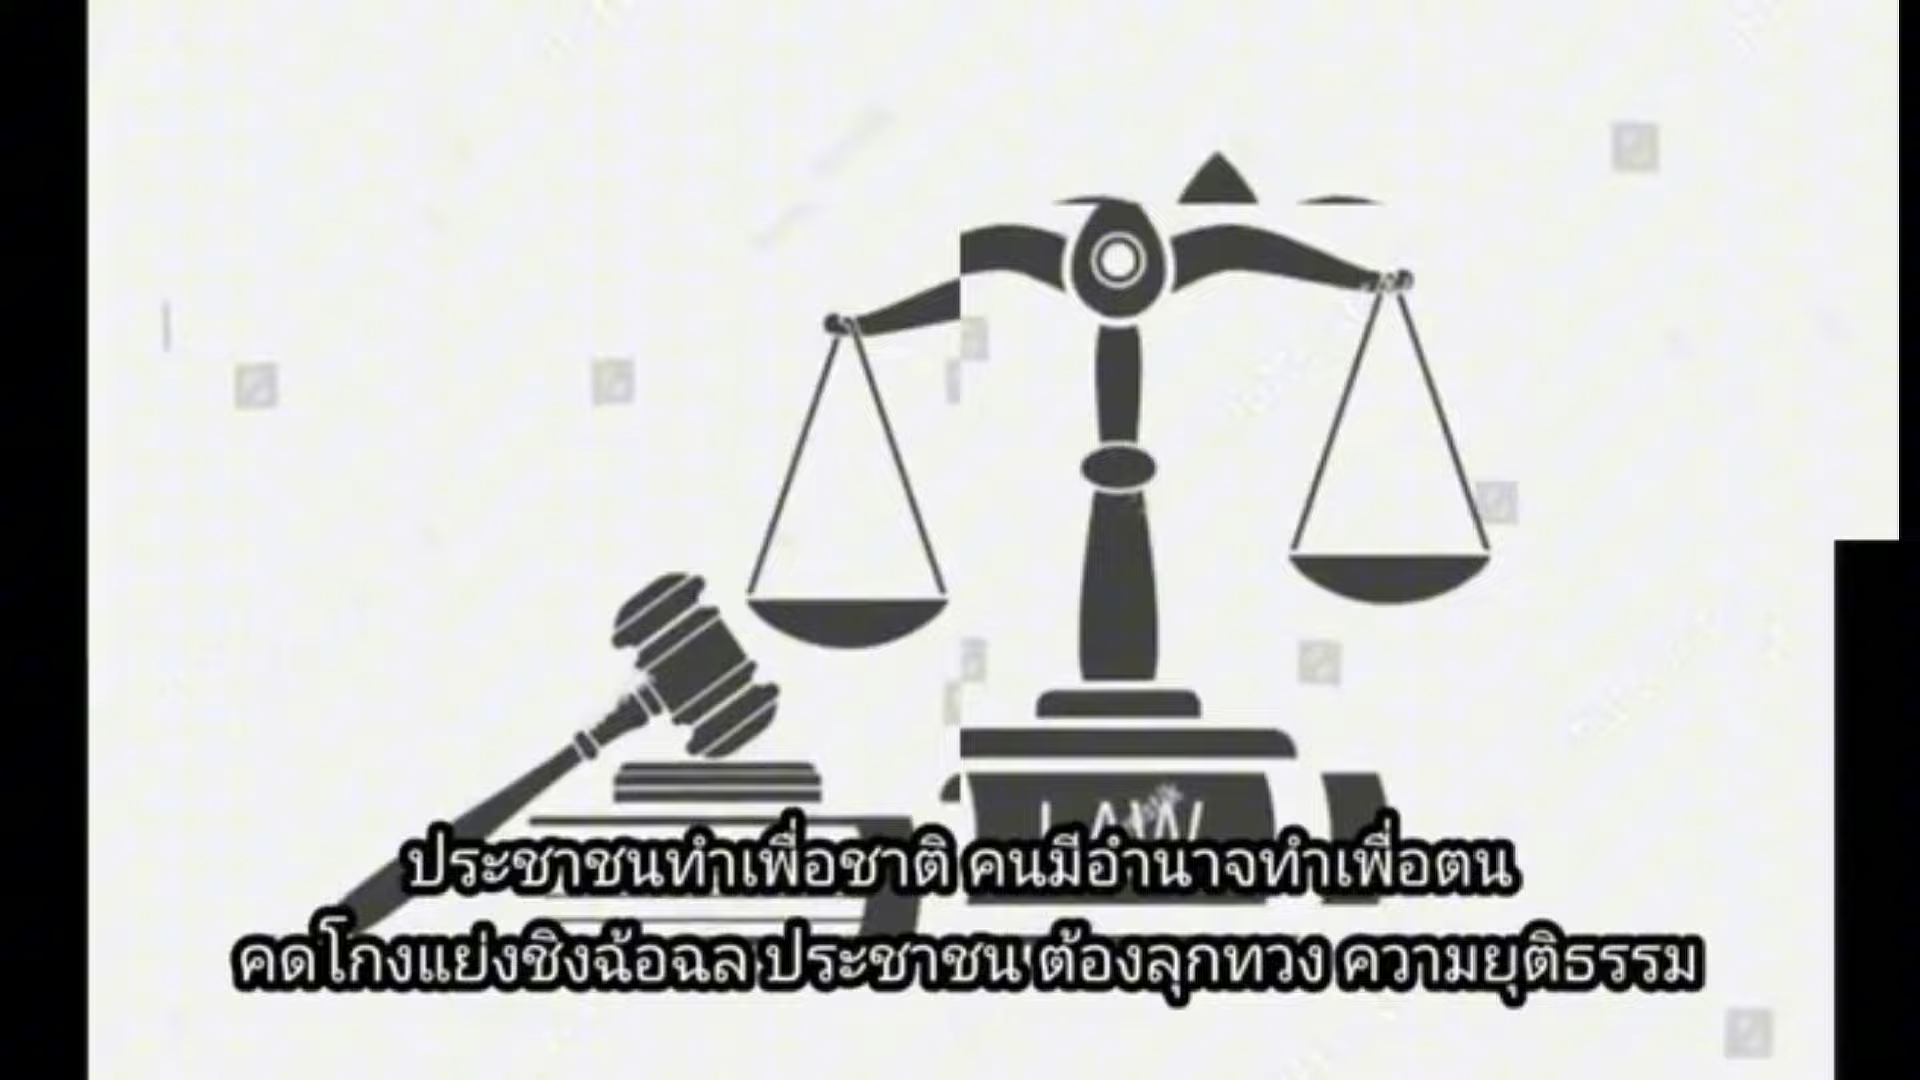 LAW
ประชาชนทำเพื่อชาติ คนมีอำนาจทำเพื่อตน
คดโกงแย่งชิงฉ้อฉล ประชาชน ต้องลุกทวง ความยุติธรรม